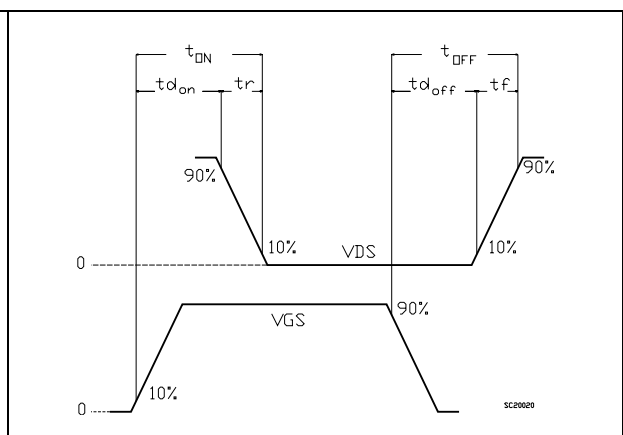 tON tOFF
tdon tr tdoff tf
90% 90%
10% 10%
0 VDS
90%
VGS
10%
0
SC20020